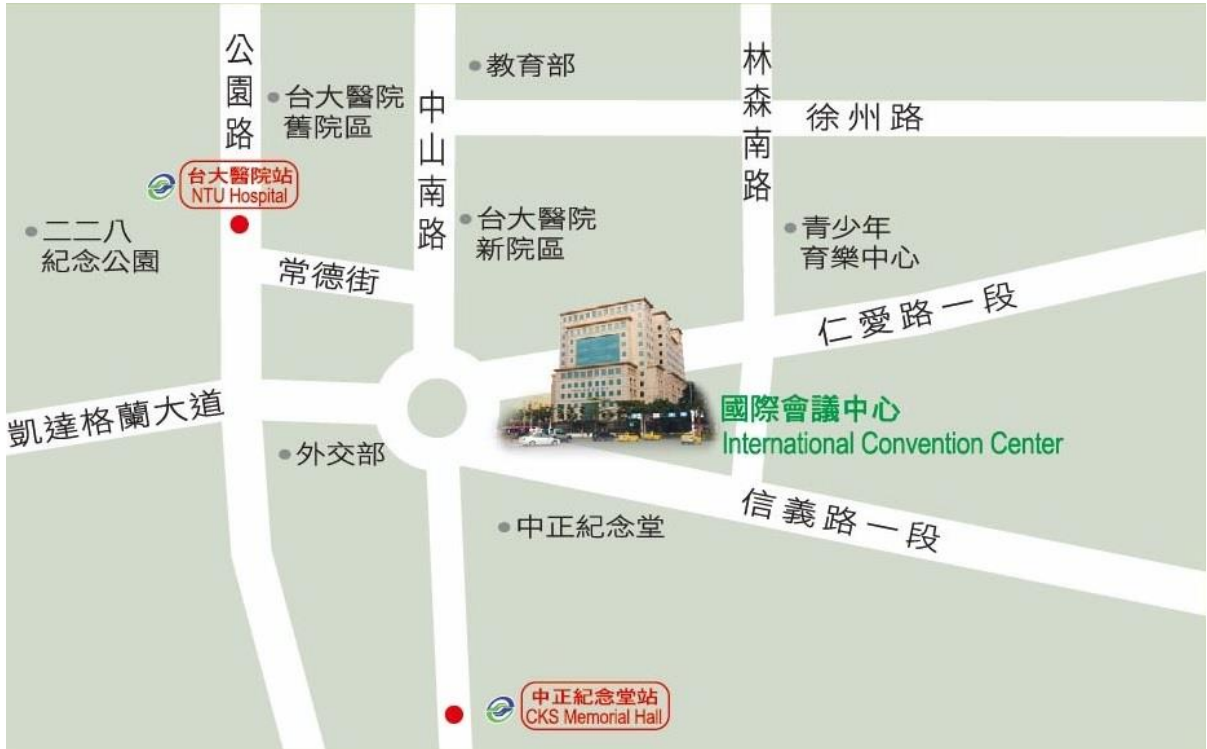 公園路
台大醫院
舊院區
中山南路
教育部
林森南路
徐州路
台大醫院站
NTU Hospital
二二八
紀念公園
常德街
台大醫院
新院區
青少年
育樂中心
仁愛路一段
凱達格蘭大道
外交部
國際會議中心
International Convention Center
信義路一段
中正紀念堂
中正紀念堂站
CKS Memorial Hall